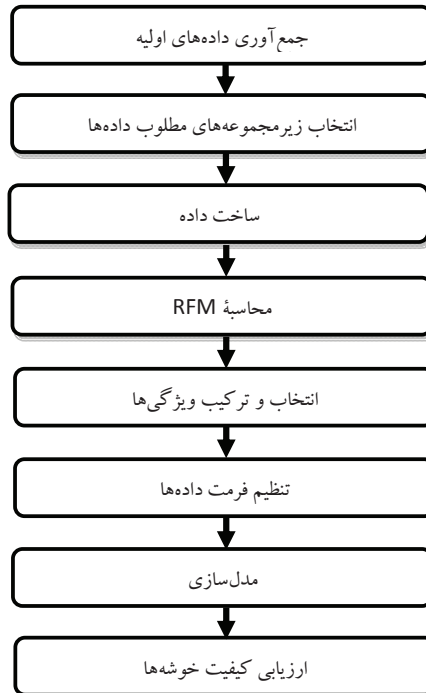 جمع‌آوری داده‌های اولیه
انتخاب زیرمجموعه‌های مطلوب داده‌ها
ساخت داده
محاسبۀ RFM
انتخاب و ترکیب ویژگی‌ها
تنظیم فرمت داده‌ها
مدل‌سازی
ارزیابی کیفیت خوشه‌ها